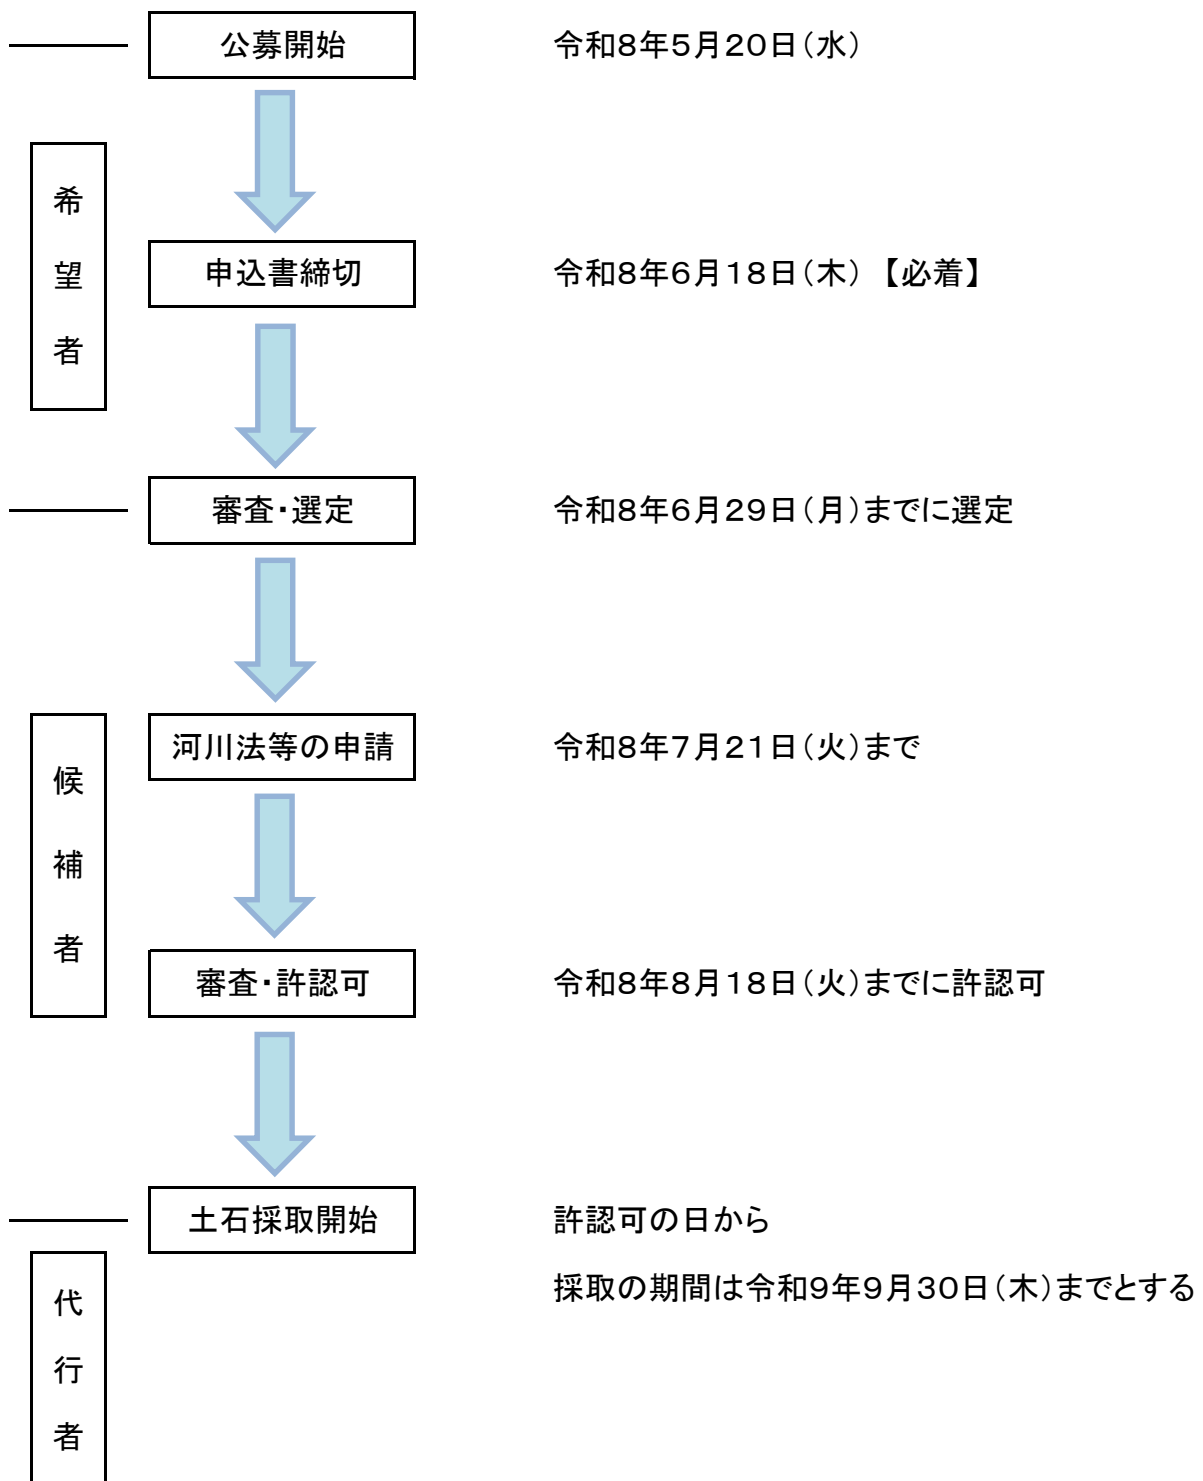 公募開始 令和8年5月20日（水）
希望者
申込書締切 令和8年6月18日（木）【必着】
審査・選定 令和8年6月29日（月）までに選定
河川法等の申請 令和8年7月21日（火）まで
候補者
審査・許認可 令和8年8月18日（火）までに許認可
土石採取開始 許認可の日から
採取の期間は令和9年9月30日（木）までとする
代行者